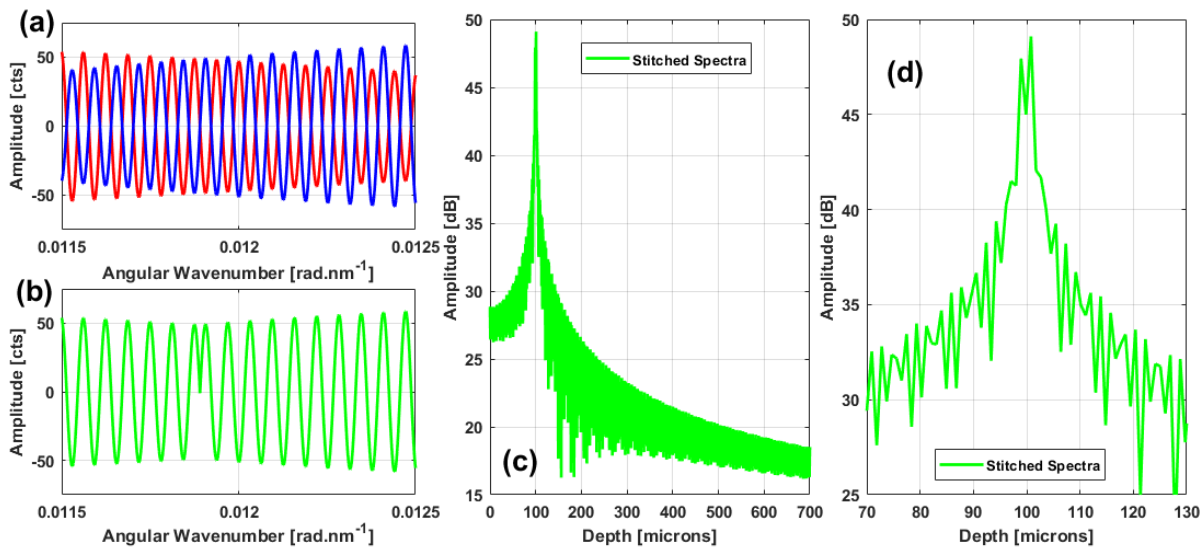 (a)
Amplitude [cts]
50
0
-50
0.0115
0.012
0.0125
Angular Wavenumber [rad.nm⁻¹]
(b)
Amplitude [cts]
50
0
-50
0.0115
0.012
0.0125
Angular Wavenumber [rad.nm⁻¹]
50
45
40
35
30
25
20
15
Amplitude [dB]
Stitched Spectra
(c)
0
100
200
300
400
500
600
700
Depth [microns]
50
45
40
35
30
25
Amplitude [dB]
(d)
Stitched Spectra
70
80
90
100
110
120
130
Depth [microns]